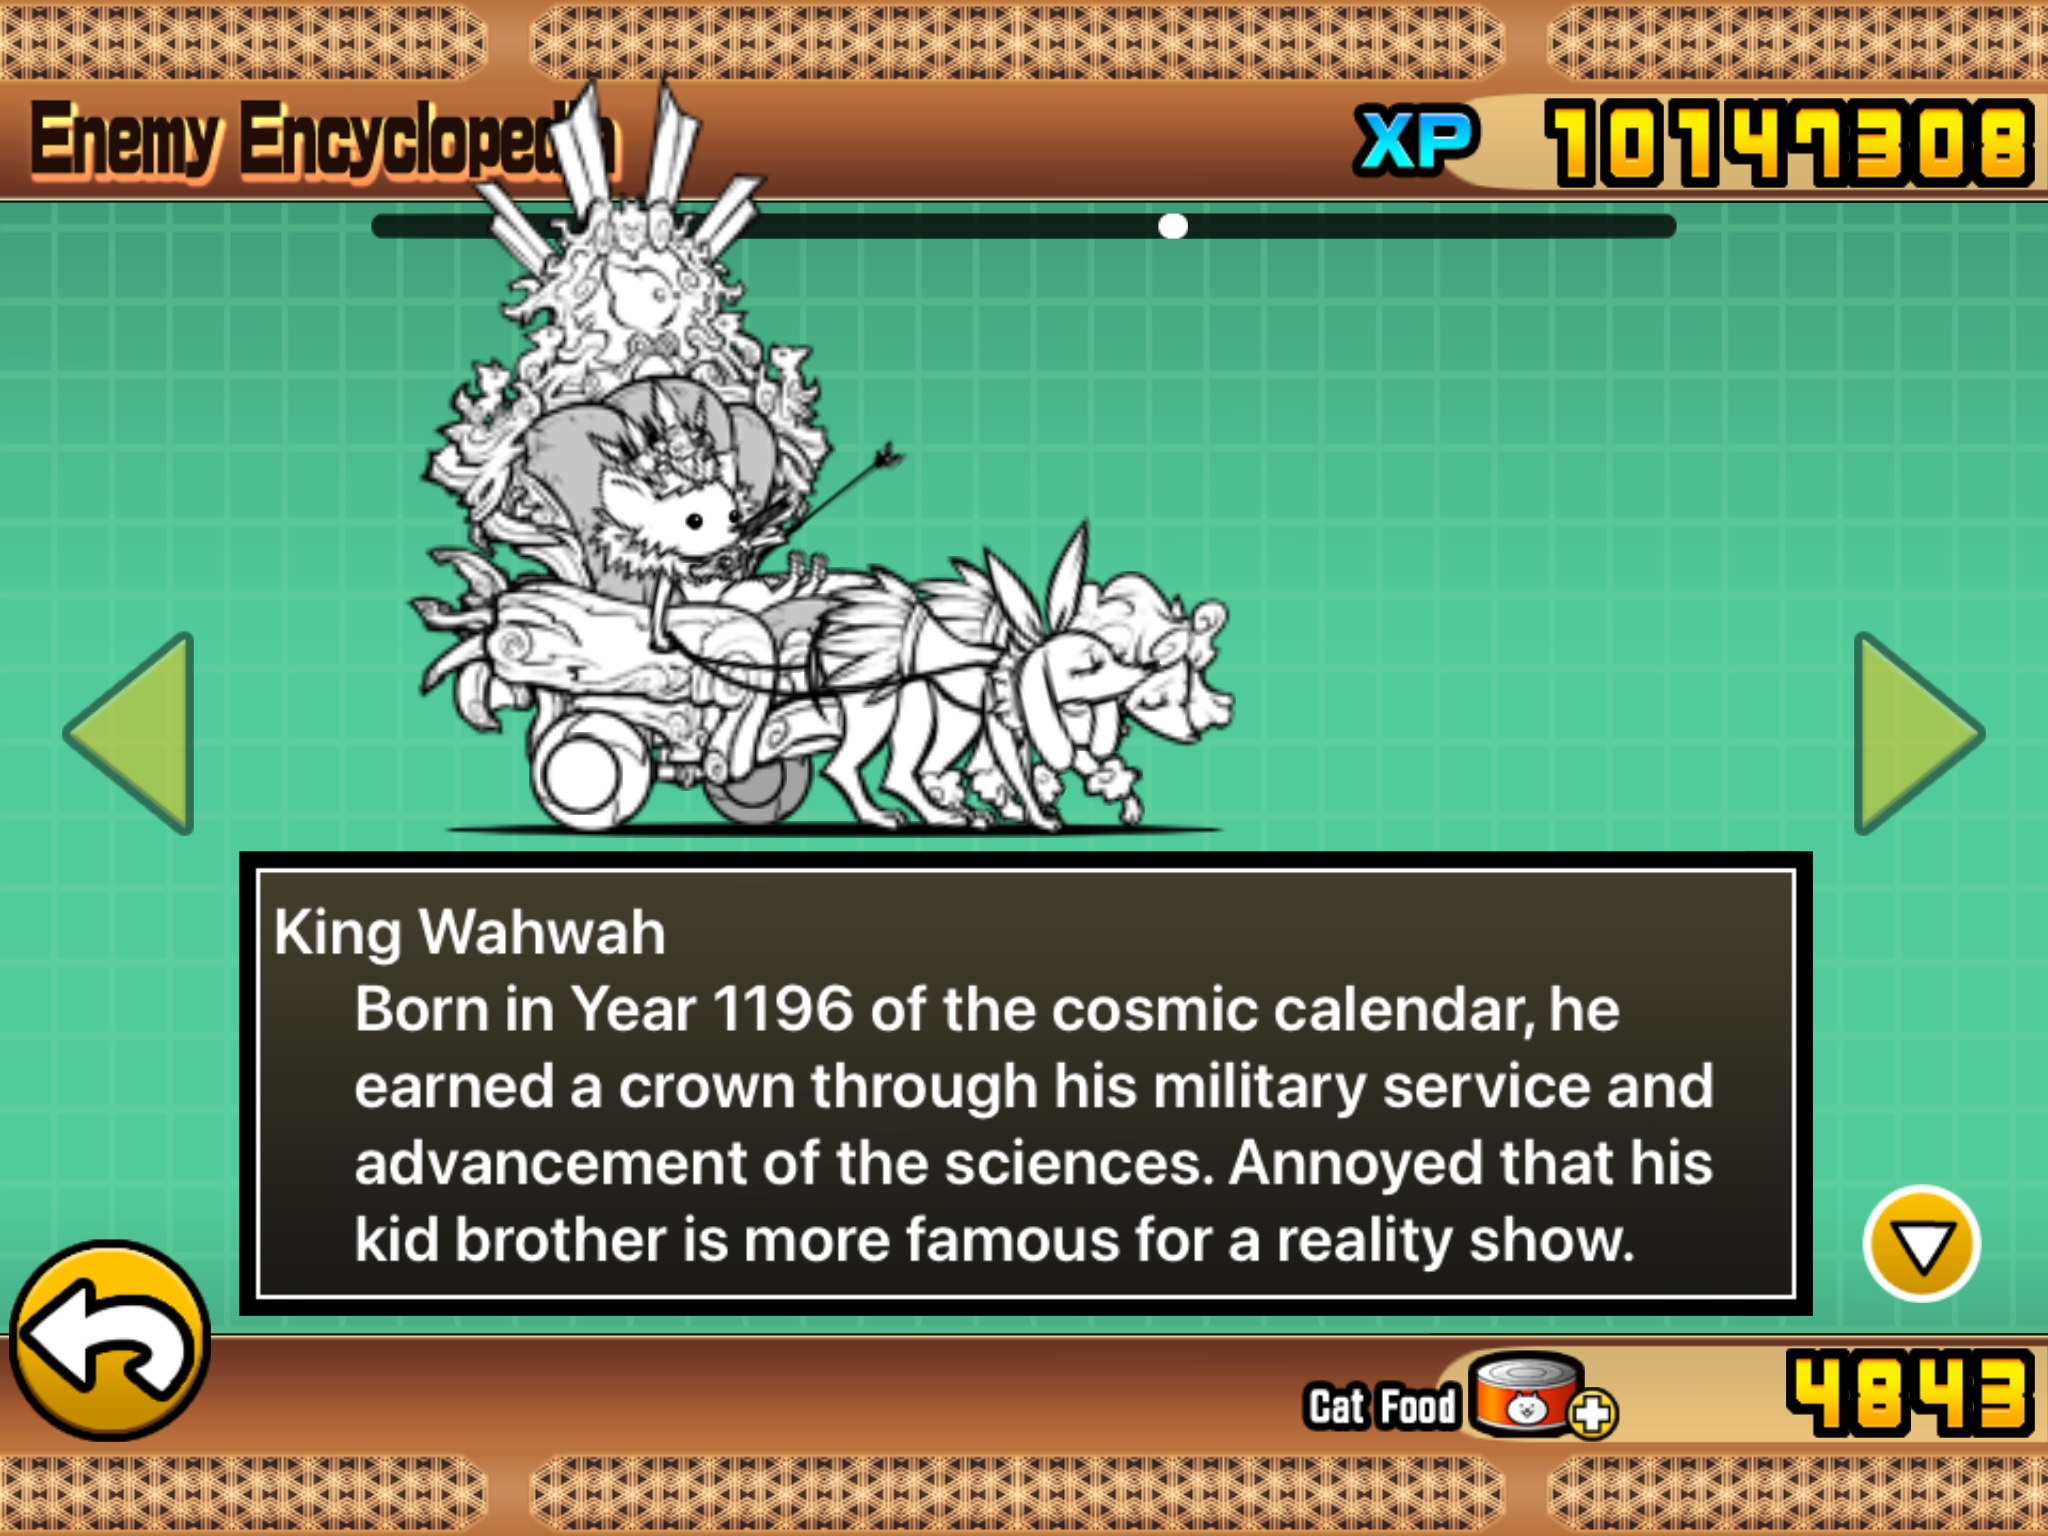 Enemy Encyclopedia
XP 10147308
King Wahwah
Born in Year 1196 of the cosmic calendar, he
earned a crown through his military service and
advancement of the sciences. Annoyed that his
kid brother is more famous for a reality show.
Cat Food 4843